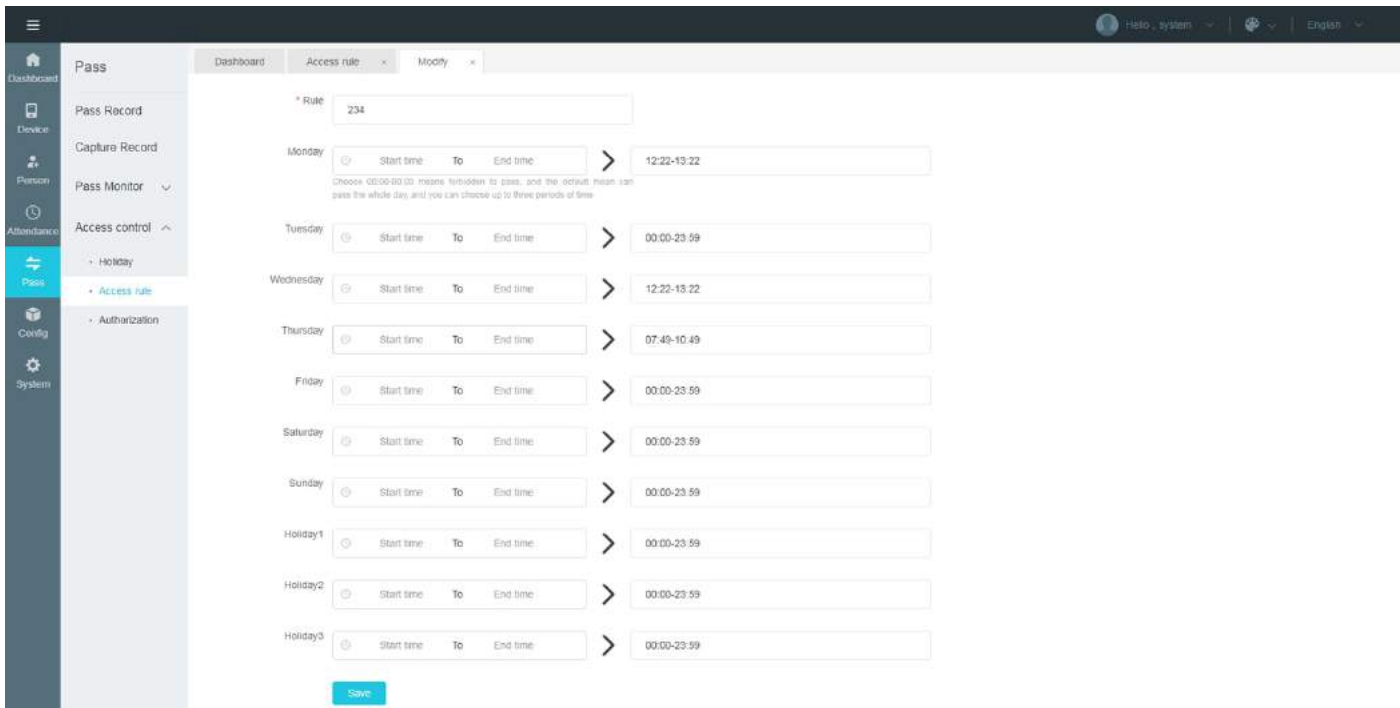 Hello , system
English
Dashboard
Device
Person
Attendance
Pass
Config
System
Pass
Pass Record
Capture Record
Pass Monitor
Access control
Holiday
Access rule
Authorization
Dashboard
Access rule ×
Modify ×
* Rule 234
Monday Start time To End time 12:22-13:22
Choose 00:00-00:00 means forbidden to pass, and the default mean can
pass the whole day, and you can choose up to three periods of time
Tuesday Start time To End time 00:00-23:59
Wednesday Start time To End time 12:22-13:22
Thursday Start time To End time 07:49-10:49
Friday Start time To End time 00:00-23:59
Saturday Start time To End time 00:00-23:59
Sunday Start time To End time 00:00-23:59
Holiday1 Start time To End time 00:00-23:59
Holiday2 Start time To End time 00:00-23:59
Holiday3 Start time To End time 00:00-23:59
Save